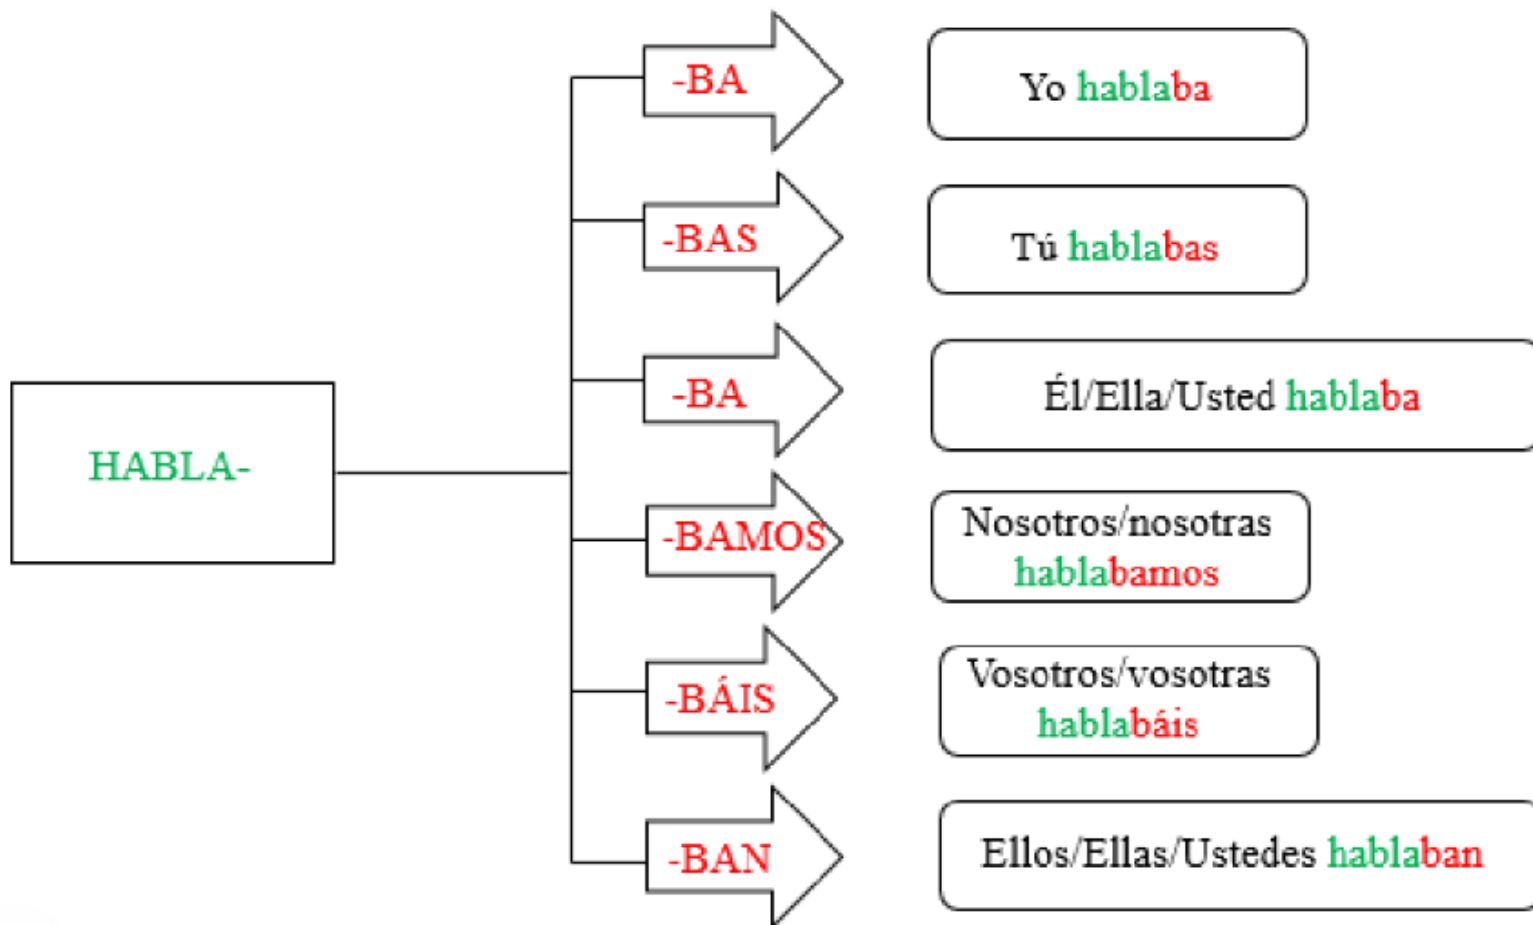 HABLA-
-BA
Yo hablaba
-BAS
Tú hablabas
-BA
Él/Ella/Usted hablaba
-BAMOS
Nosotros/nosotras
hablabamos
-BÁIS
Vosotros/vosotras
hablabáis
-BAN
Ellos/Ellas/Ustedes hablaban